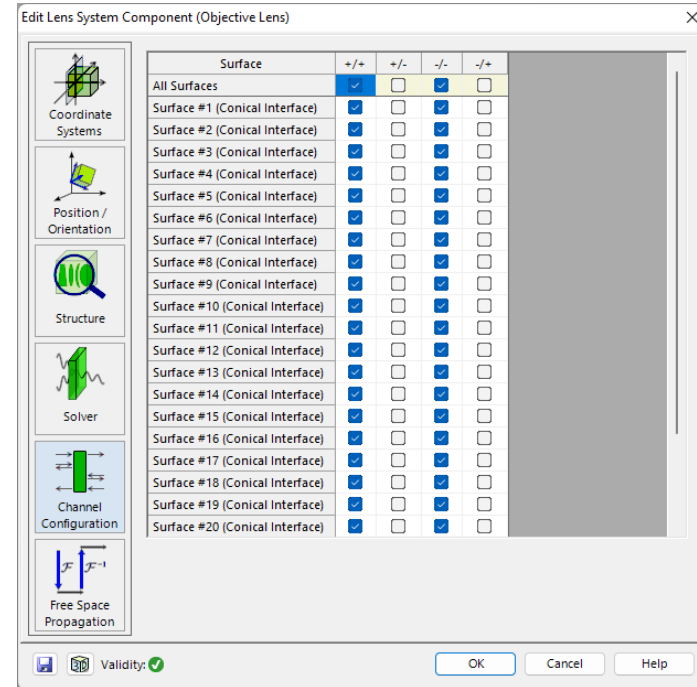 Edit Lens System Component (Objective Lens)
Coordinate
Systems
Position /
Orientation
Structure
Solver
Channel
Configuration
ℱ ℱ⁻¹
Free Space
Propagation
Surface +/+ +/- -/- -/+
All Surfaces
Surface #1 (Conical Interface)
Surface #2 (Conical Interface)
Surface #3 (Conical Interface)
Surface #4 (Conical Interface)
Surface #5 (Conical Interface)
Surface #6 (Conical Interface)
Surface #7 (Conical Interface)
Surface #8 (Conical Interface)
Surface #9 (Conical Interface)
Surface #10 (Conical Interface)
Surface #11 (Conical Interface)
Surface #12 (Conical Interface)
Surface #13 (Conical Interface)
Surface #14 (Conical Interface)
Surface #15 (Conical Interface)
Surface #16 (Conical Interface)
Surface #17 (Conical Interface)
Surface #18 (Conical Interface)
Surface #19 (Conical Interface)
Surface #20 (Conical Interface)
3D Validity: OK Cancel Help